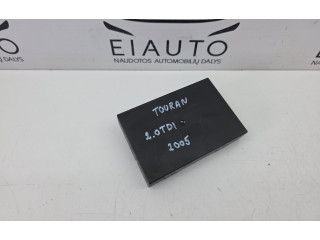 EIAUTO
NAUDOTOS AUTOMOBILIŲ DALYS
TOURAN
2.0TDI
2005